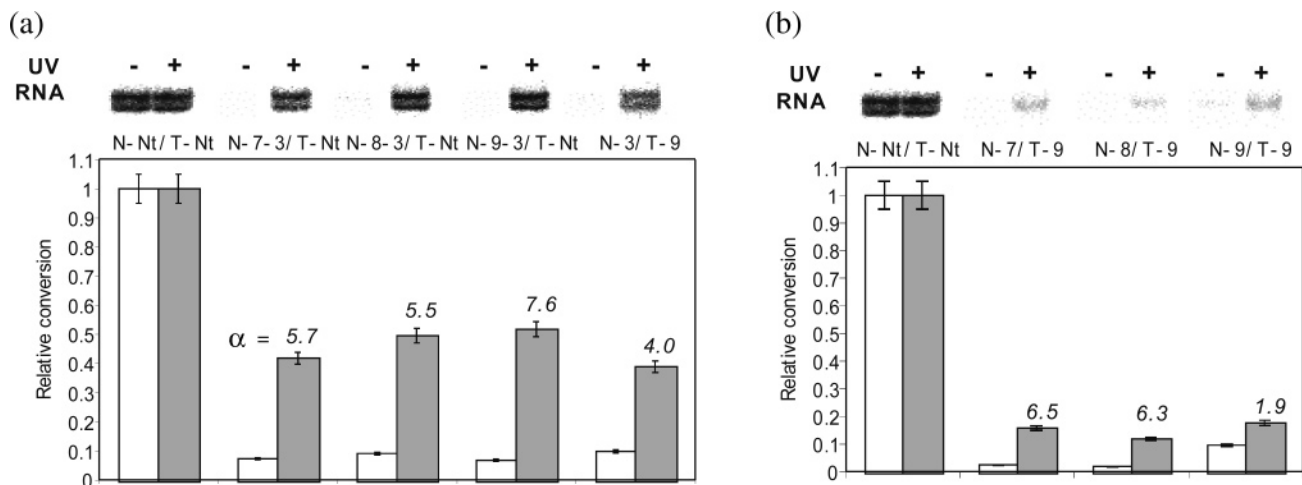 (a)
UV - + - + - + - + - +
RNA
N-Nt/T-Nt N-7-3/T-Nt N-8-3/T-Nt N-9-3/T-Nt N-3/T-9
Relative conversion
1.1
1
0.9
0.8
0.7
0.6
0.5
0.4
0.3
0.2
0.1
0
α = 5.7
5.5
7.6
4.0
(b)
UV - + - + - + - +
RNA
N-Nt/T-Nt N-7/T-9 N-8/T-9 N-9/T-9
Relative conversion
1.1
1
0.9
0.8
0.7
0.6
0.5
0.4
0.3
0.2
0.1
0
6.5
6.3
1.9